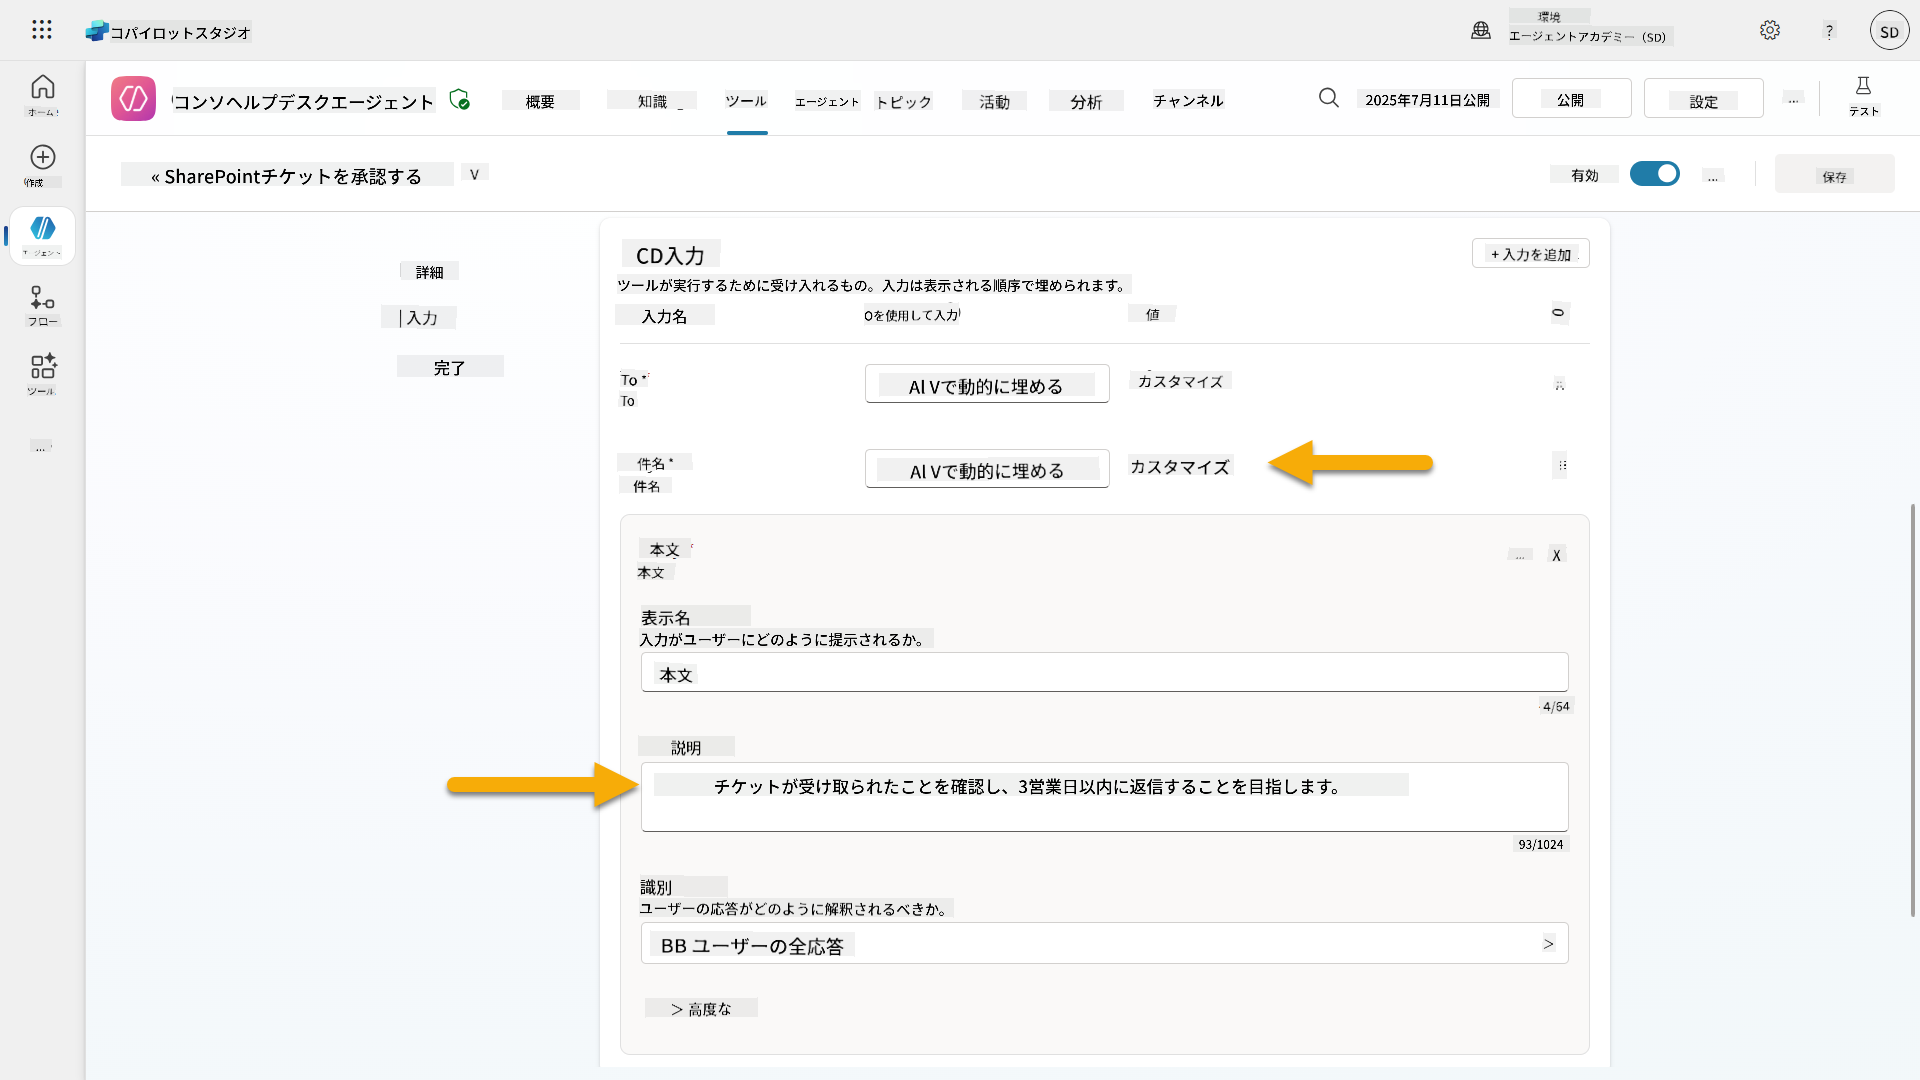 コパイロットスタジオ
環境
エージェントアカデミー（SD）
?
SD
ホーム
作成
フロー
ツール
...
コンソヘルプデスクエージェント
概要
知識
ツール
エージェント
トピック
活動
分析
チャンネル
2025年7月11日公開
公開
設定
...
テスト
« SharePointチケットを承認する
V
有効
...
保存
詳細
| 入力
完了
CD入力
+ 入力を追加
ツールが実行するために受け入れるもの。入力は表示される順序で埋められます。
入力名
Oを使用して入力
値
0
To *
To
Al Vで動的に埋める
カスタマイズ
件名 *
件名
Al Vで動的に埋める
カスタマイズ
本文
本文
...
X
表示名
入力がユーザーにどのように提示されるか。
本文
4/64
説明
チケットが受け取られたことを確認し、3営業日以内に返信することを目指します。
93/1024
識別
ユーザーの応答がどのように解釈されるべきか。
BB ユーザーの全応答
>
> 高度な